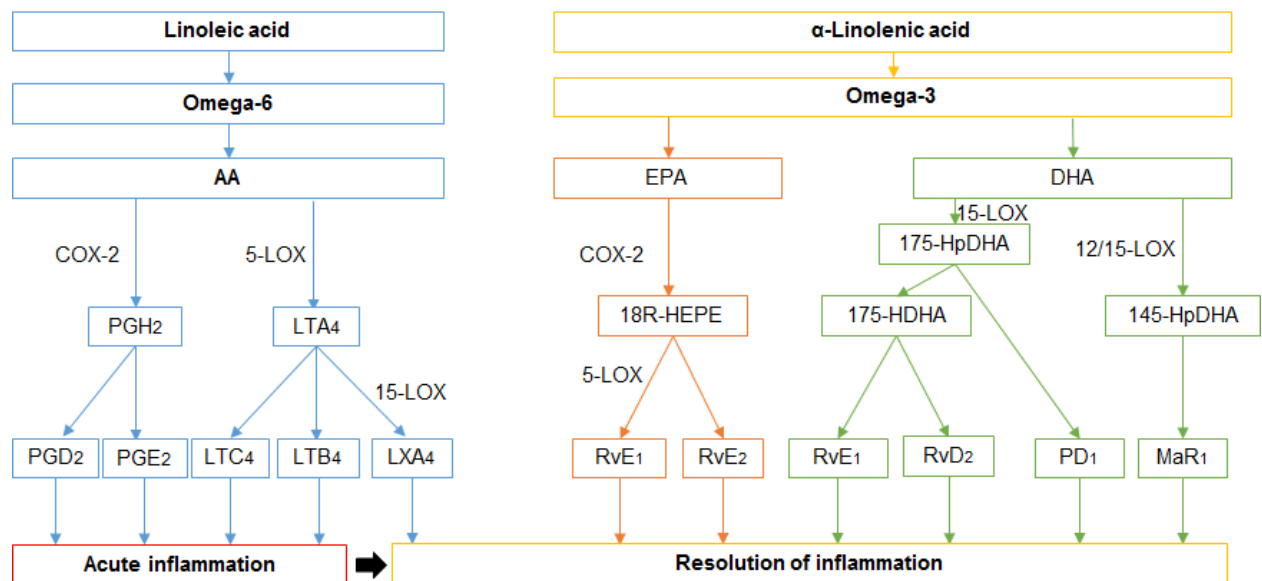 Linoleic acid
α-Linolenic acid
Omega-6
Omega-3
AA
EPA
DHA
COX-2
5-LOX
COX-2
15-LOX
175-HpDHA
12/15-LOX
PGH2
LTA4
18R-HEPE
175-HDHA
145-HpDHA
15-LOX
5-LOX
PGD2
PGE2
LTC4
LTB4
LXA4
RvE1
RvE2
RvE1
RvD2
PD1
MaR1
Acute inflammation
Resolution of inflammation